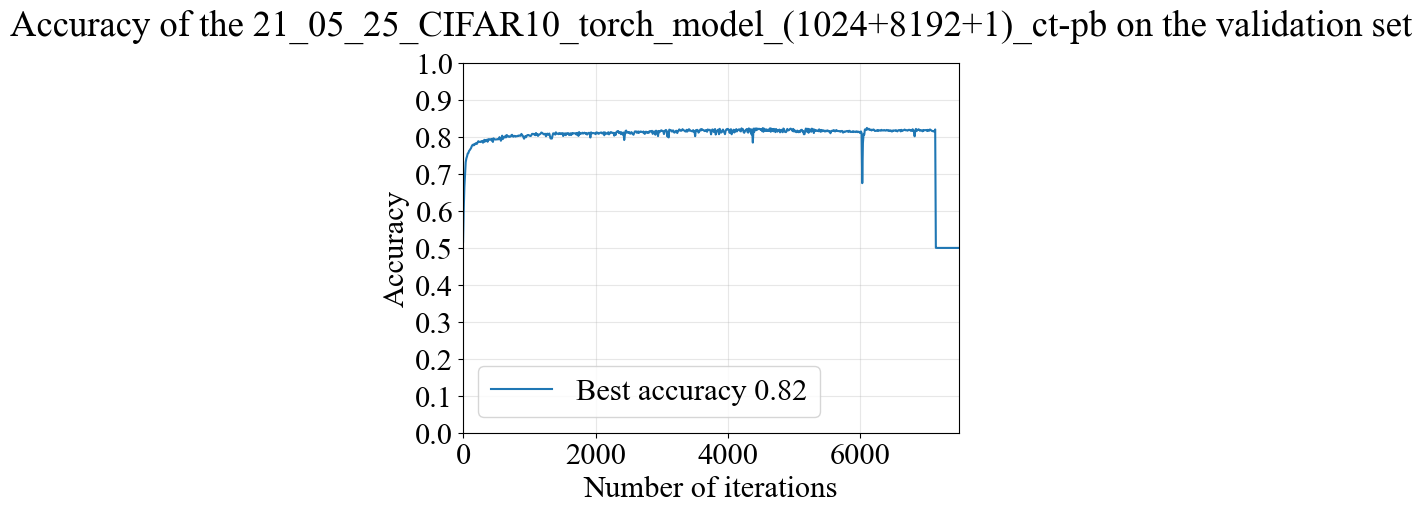 Accuracy of the 21_05_25_CIFAR10_torch_model_(1024+8192+1)_ct-pb on the validation set
1.0
0.9
0.8
0.7
0.6
0.5
0.4
0.3
0.2
0.1
0.0
Accuracy
Best accuracy 0.82
0 2000 4000 6000
Number of iterations